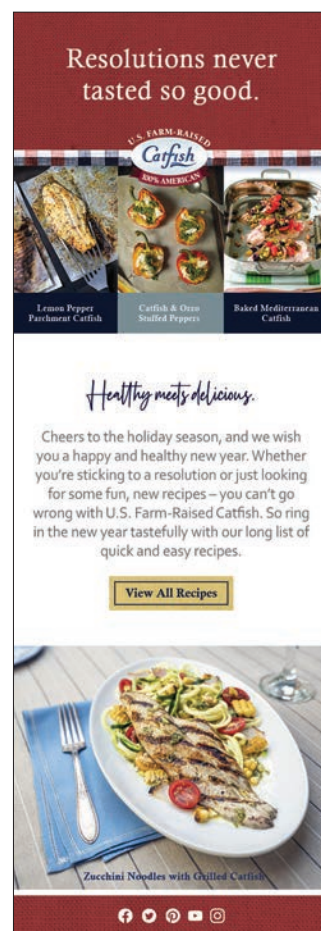 Resolutions never
tasted so good.
U.S. FARM-RAISED
Catfish
100% AMERICAN
Lemon Pepper
Parchment Catfish
Catfish & Orzo
Stuffed Peppers
Baked Mediterranean
Catfish
Healthy meets delicious.
Cheers to the holiday season, and we wish
you a happy and healthy new year. Whether
you’re sticking to a resolution or just looking
for some fun, new recipes – you can’t go
wrong with U.S. Farm-Raised Catfish. So ring
in the new year tastefully with our long list of
quick and easy recipes.
View All Recipes
Zucchini Noodles with Grilled Catfish